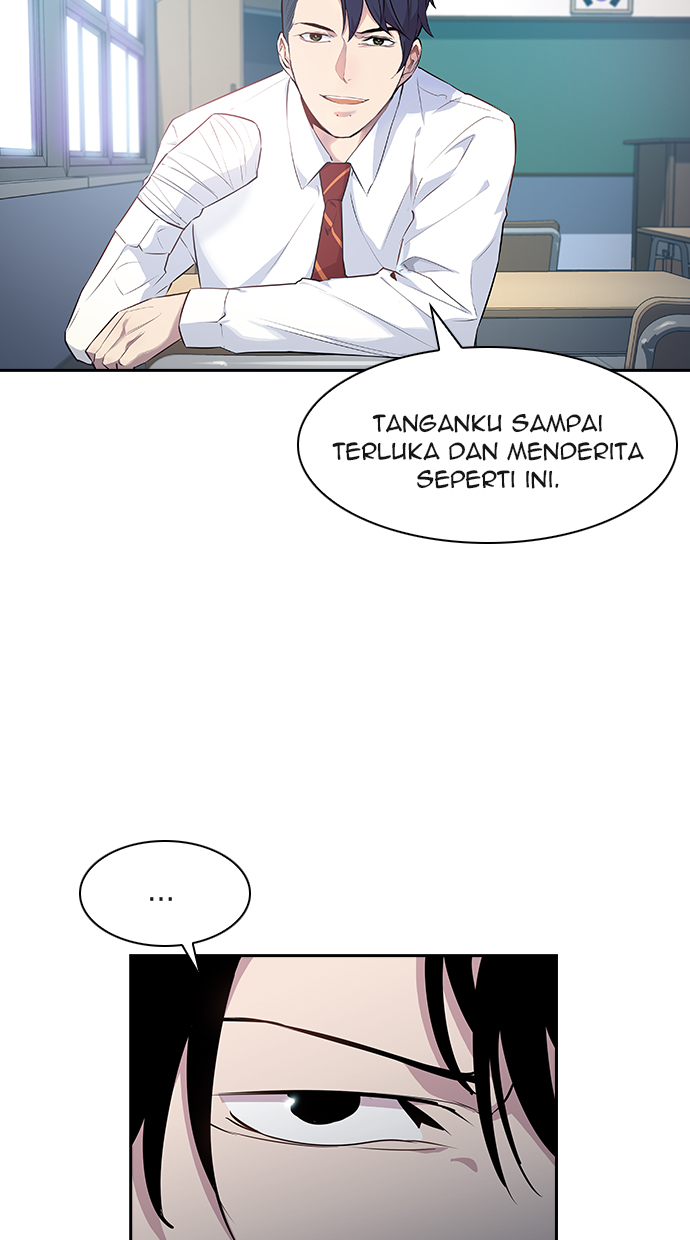 TANGANKU SAMPAI
TERLUKA DAN MENDERITA
SEPERTI INI.
...